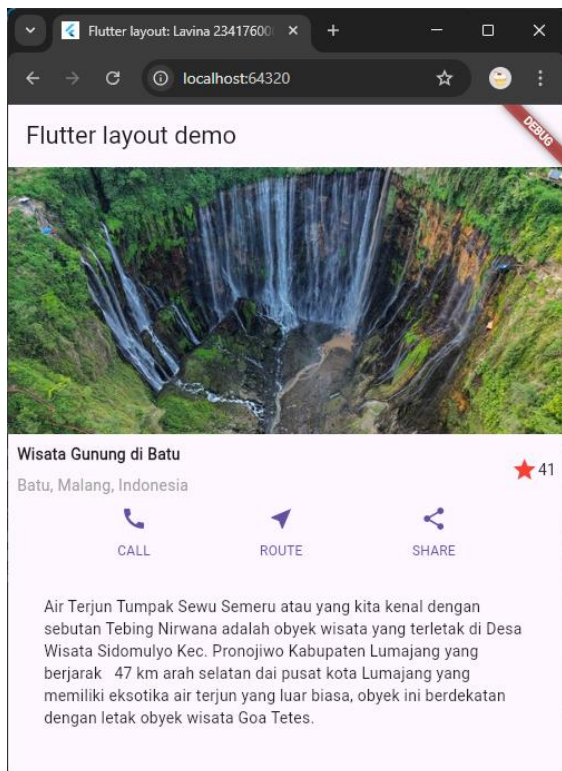 Flutter layout: Lavina 23417600
localhost:64320
Flutter layout demo
DEBUG
Wisata Gunung di Batu
41
Batu, Malang, Indonesia
CALL ROUTE SHARE
Air Terjun Tumpak Sewu Semeru atau yang kita kenal dengan
sebutan Tebing Nirwana adalah obyek wisata yang terletak di Desa
Wisata Sidomulyo Kec. Pronojiwo Kabupaten Lumajang yang
berjarak   47 km arah selatan dai pusat kota Lumajang yang
memiliki eksotika air terjun yang luar biasa, obyek ini berdekatan
dengan letak obyek wisata Goa Tetes.